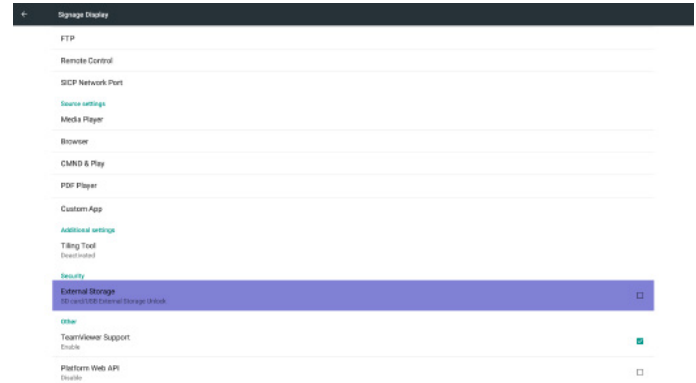 Signage Display
FTP
Remote Control
SICP Network Port
Source settings
Media Player
Browser
CMND & Play
PDF Player
Custom App
Additional settings
Tiling Tool
Deactivated
Security
External Storage
SD card/USB External Storage Unlock
Other
TeamViewer Support
Enable
Platform Web API
Disable